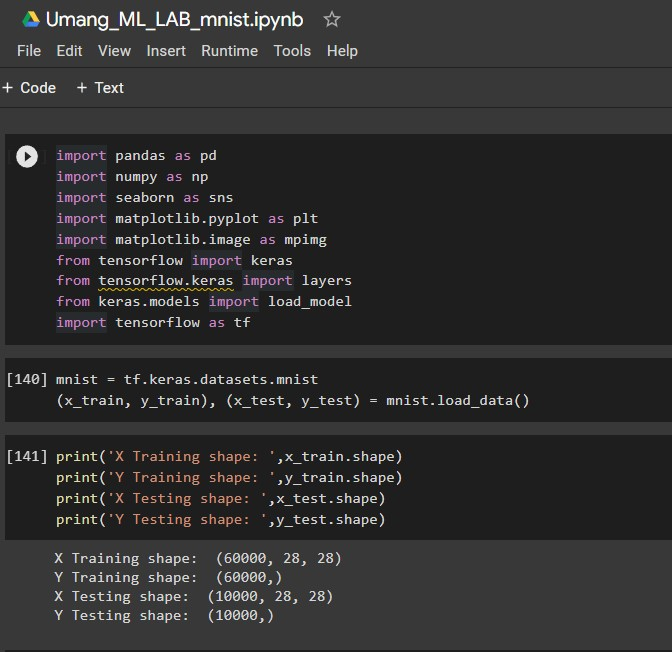 Umang_ML_LAB_mnist.ipynb
File Edit View Insert Runtime Tools Help
+ Code + Text
import pandas as pd
import numpy as np
import seaborn as sns
import matplotlib.pyplot as plt
import matplotlib.image as mpimg
from tensorflow import keras
from tensorflow.keras import layers
from keras.models import load_model
import tensorflow as tf
[140] mnist = tf.keras.datasets.mnist
(x_train, y_train), (x_test, y_test) = mnist.load_data()
[141] print('X Training shape: ',x_train.shape)
print('Y Training shape: ',y_train.shape)
print('X Testing shape: ',x_test.shape)
print('Y Testing shape: ',y_test.shape)
X Training shape:  (60000, 28, 28)
Y Training shape:  (60000,)
X Testing shape:  (10000, 28, 28)
Y Testing shape:  (10000,)